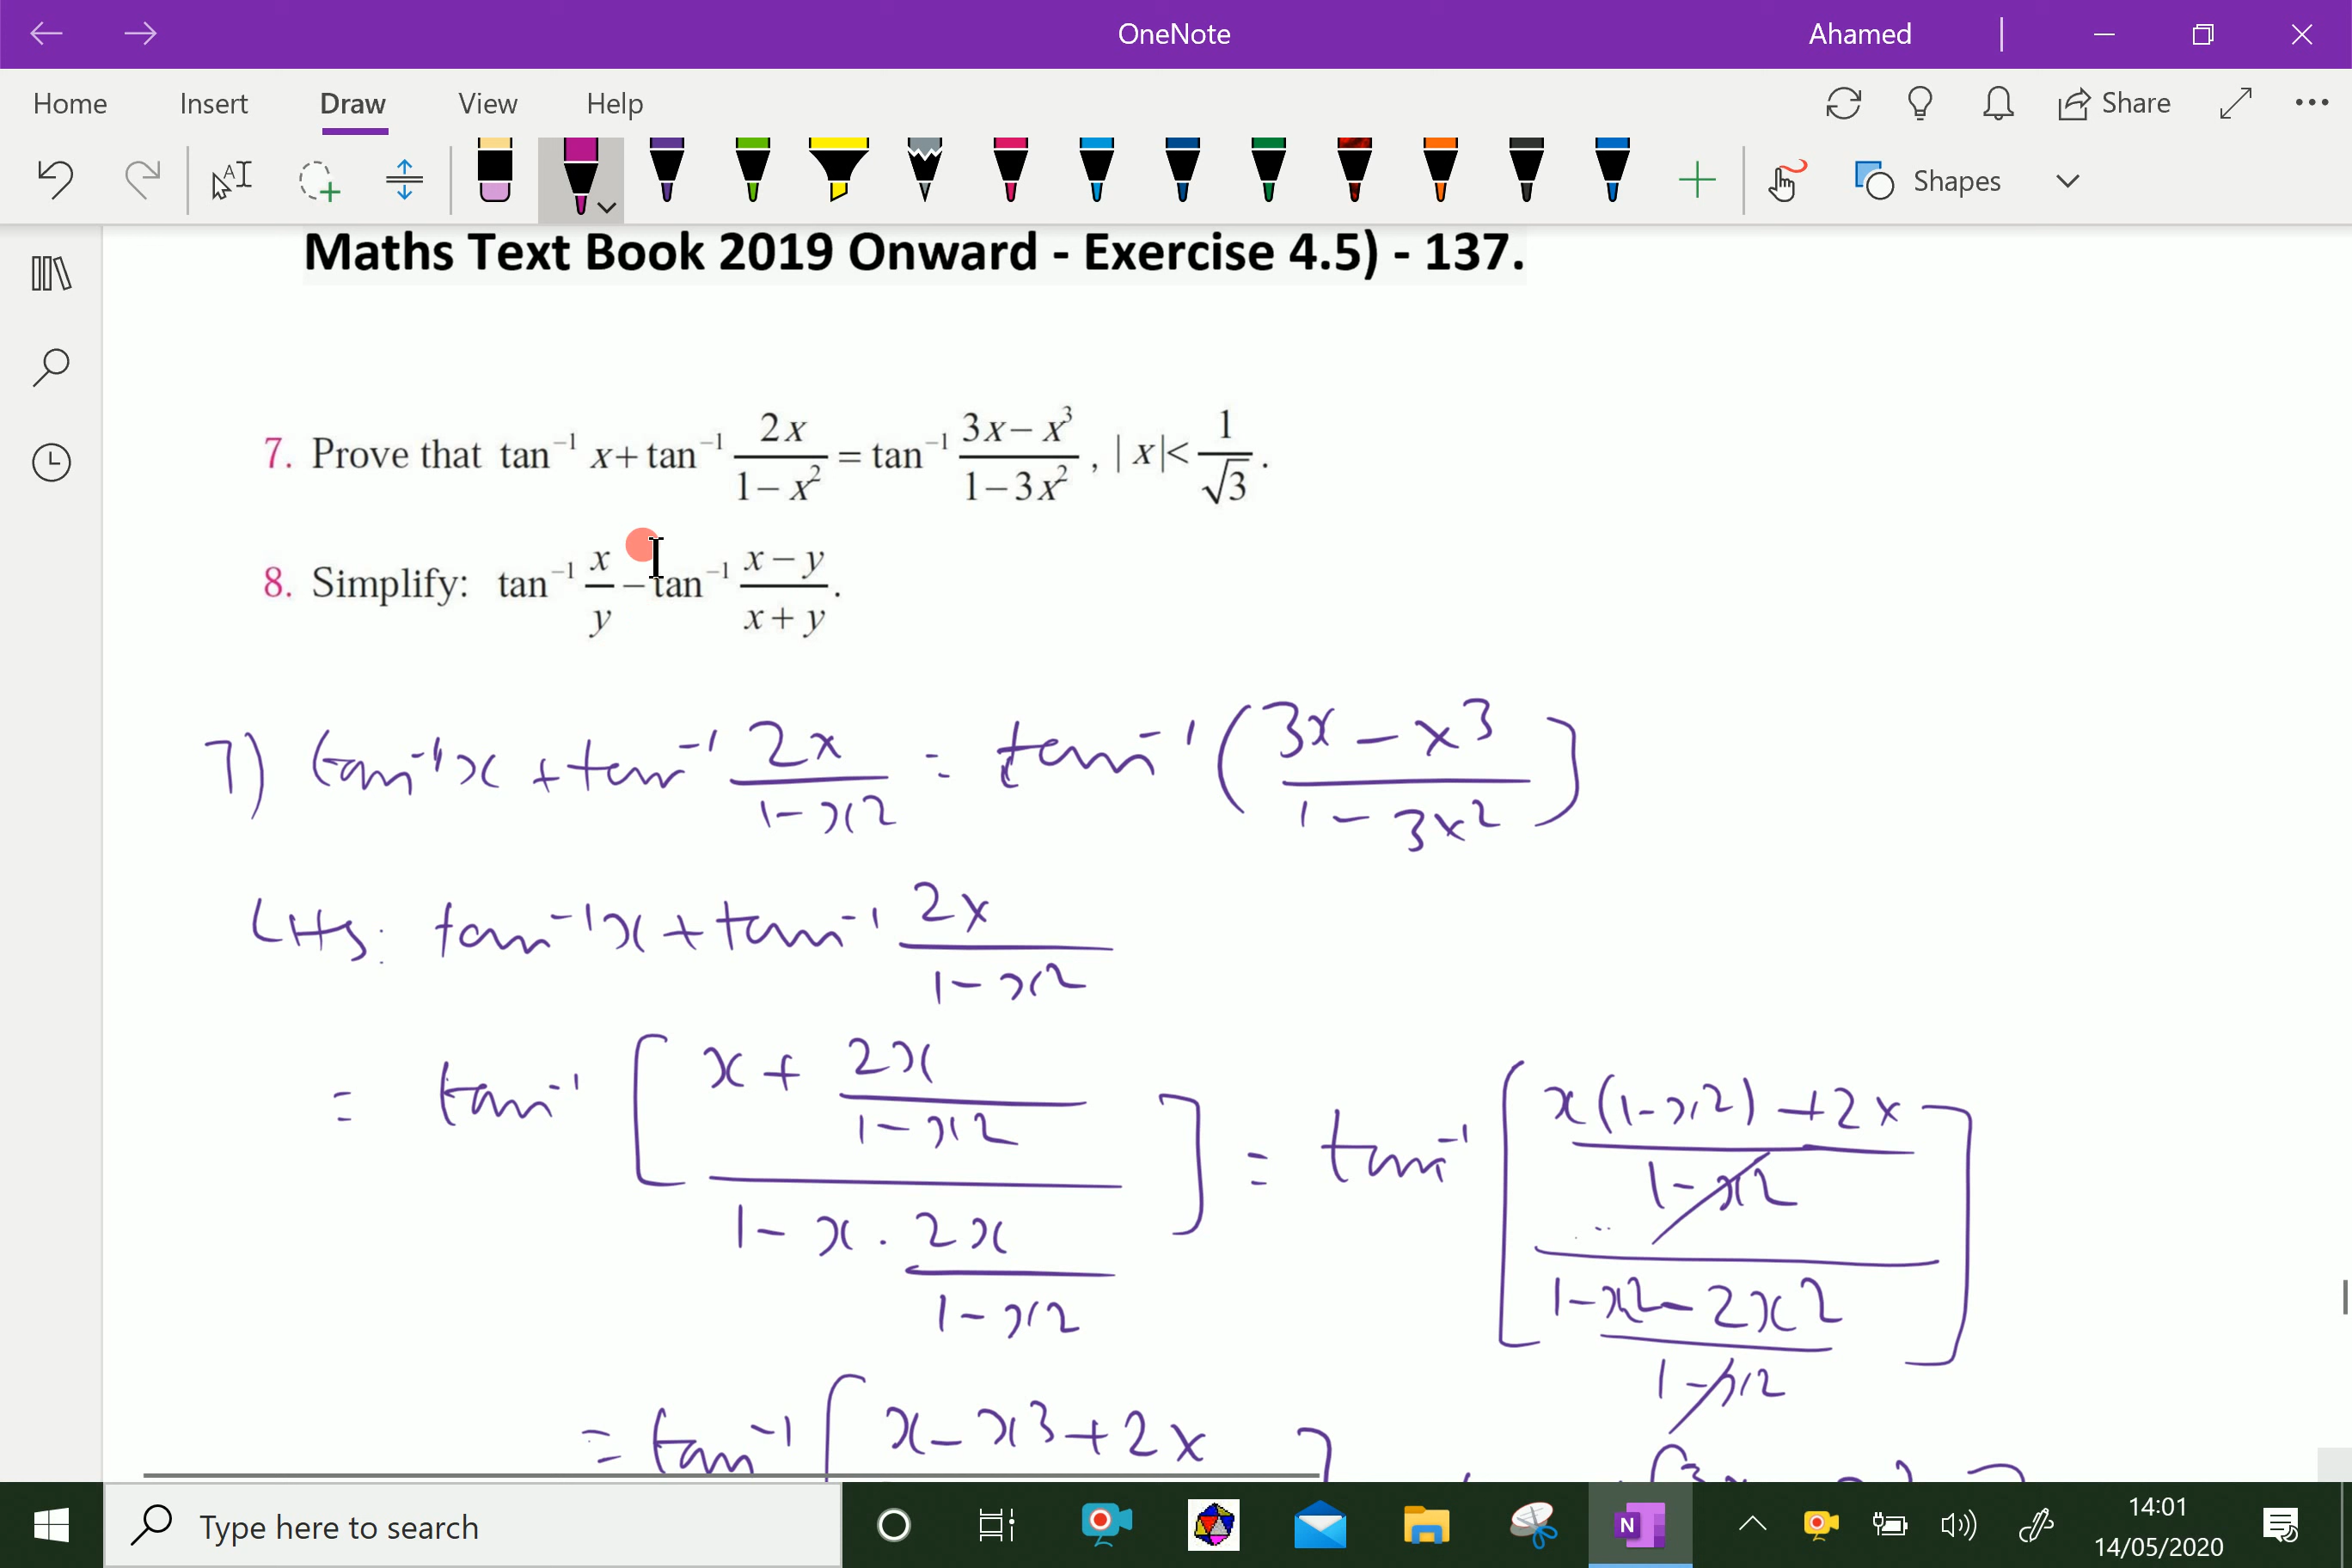 OneNote
Ahamed
Home Insert Draw View Help
Share
Shapes
Maths Text Book 2019 Onward - Exercise 4.5) - 137.
7. Prove that tan⁻¹ x + tan⁻¹ 2x/(1−x²) = tan⁻¹ (3x−x³)/(1−3x²), |x| < 1/√3.
8. Simplify: tan⁻¹ x/y − tan⁻¹ (x−y)/(x+y).
7) tan⁻¹x + tan⁻¹ 2x/(1−x²) = tan⁻¹ ((3x−x³)/(1−3x²))
LHS: tan⁻¹x + tan⁻¹ 2x/(1−x²)
= tan⁻¹ [(x + 2x/(1−x²))/(1 − x · 2x/(1−x²))] = tan⁻¹ [((x(1−x²)+2x)/(1−x²))/((1−x²−2x²)/(1−x²))]
= tan⁻¹ [x−x³+2x
Type here to search
14:01
14/05/2020